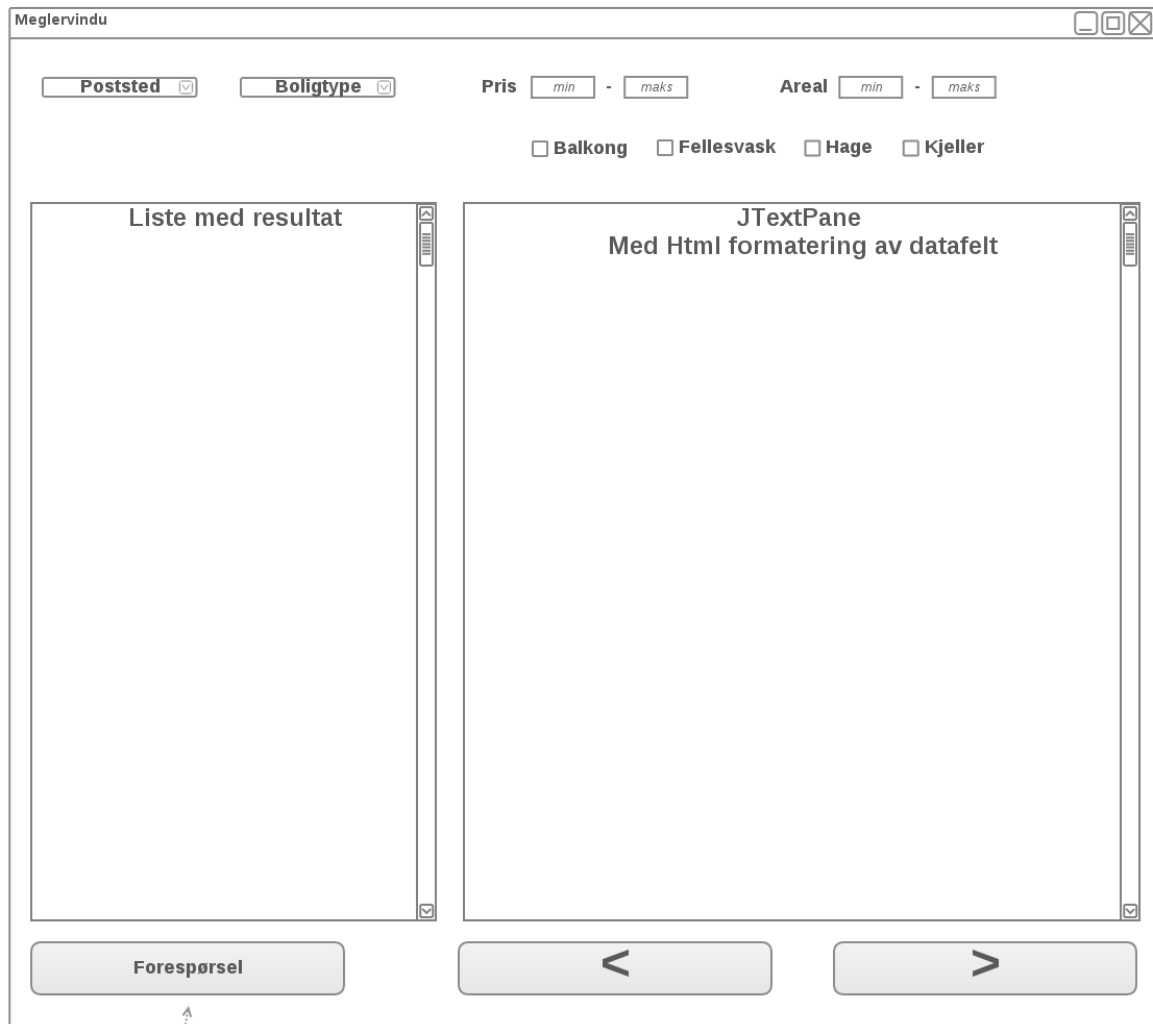 Meglervindu
Poststed Boligtype Pris min - maks Areal min - maks
Balkong Fellesvask Hage Kjeller
Liste med resultat
JTextPane
Med Html formatering av datafelt
Forespørsel < >